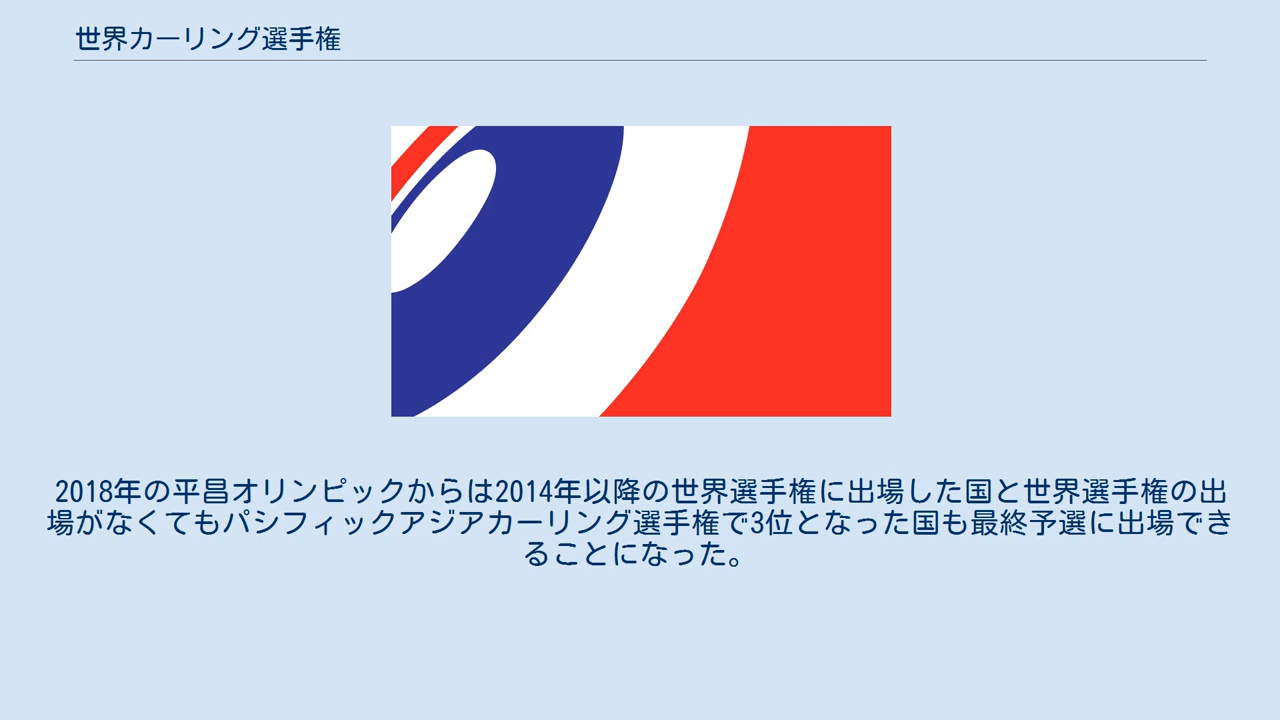 世界カーリング選手権
2018年の平昌オリンピックからは2014年以降の世界選手権に出場した国と世界選手権の出
場がなくてもパシフィックアジアカーリング選手権で3位となった国も最終予選に出場でき
ることになった。